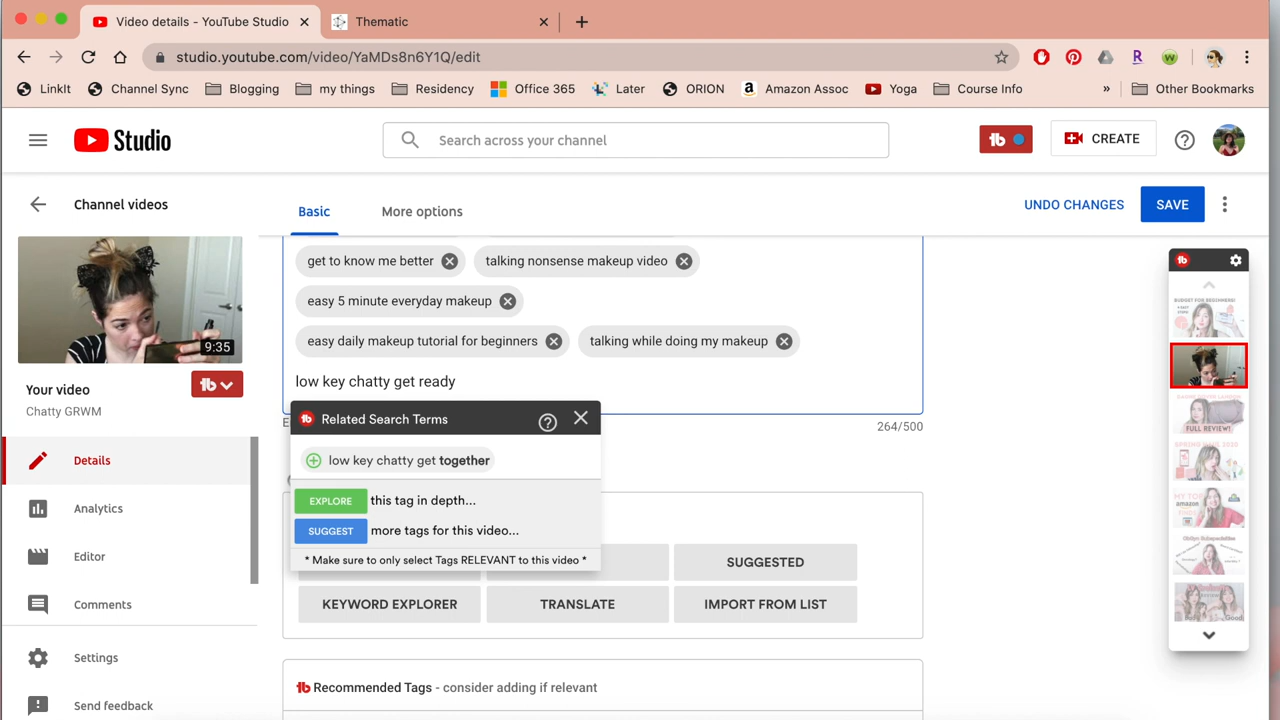 Video details - YouTube Studio
Thematic
studio.youtube.com/video/YaMDs8n6Y1Q/edit
LinkIt
Channel Sync
Blogging
my things
Residency
Office 365
Later
ORION
Amazon Assoc
Yoga
Course Info
»
Other Bookmarks
Studio
Search across your channel
CREATE
Channel videos
Basic
More options
UNDO CHANGES
SAVE
get to know me better
talking nonsense makeup video
easy 5 minute everyday makeup
easy daily makeup tutorial for beginners
talking while doing my makeup
low key chatty get ready
264/500
9:35
Your video
Chatty GRWM
Details
Analytics
Editor
Comments
Settings
Send feedback
Related Search Terms
low key chatty get together
EXPLORE this tag in depth...
SUGGEST more tags for this video...
* Make sure to only select Tags RELEVANT to this video *
SUGGESTED
KEYWORD EXPLORER
TRANSLATE
IMPORT FROM LIST
Recommended Tags - consider adding if relevant
BUDGET FOR BEGINNERS!
FULL REVIEW!